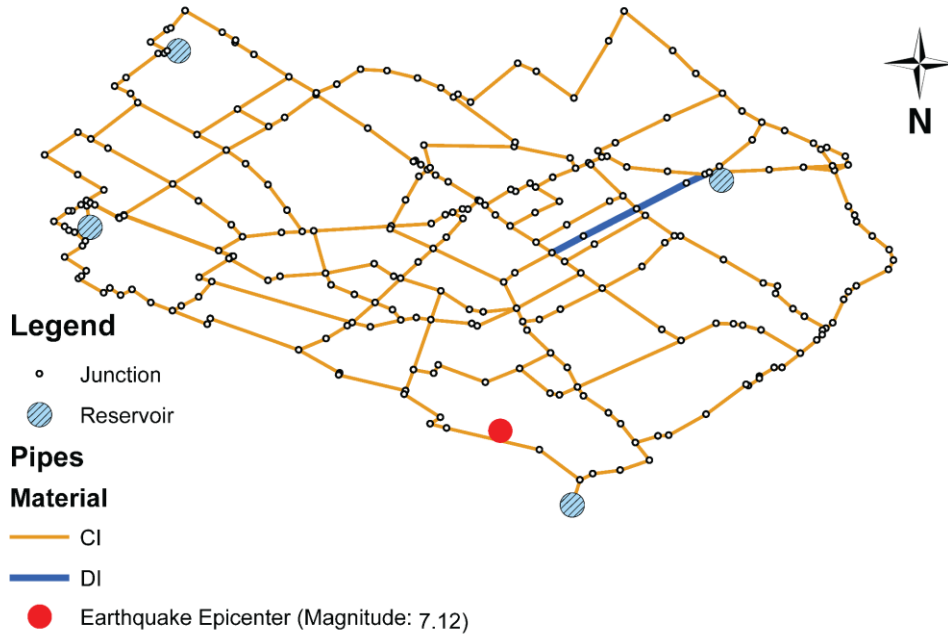 N
Legend
Junction
Reservoir
Pipes
Material
CI
DI
Earthquake Epicenter (Magnitude: 7.12)